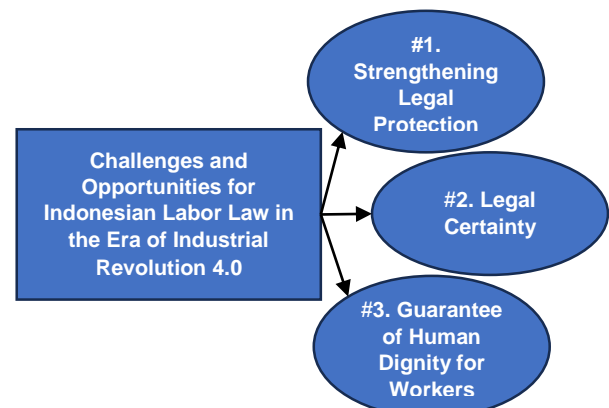 Challenges and
Opportunities for
Indonesian Labor Law in
the Era of Industrial
Revolution 4.0
#1.
Strengthening
Legal
Protection
#2. Legal
Certainty
#3. Guarantee
of Human
Dignity for
Workers